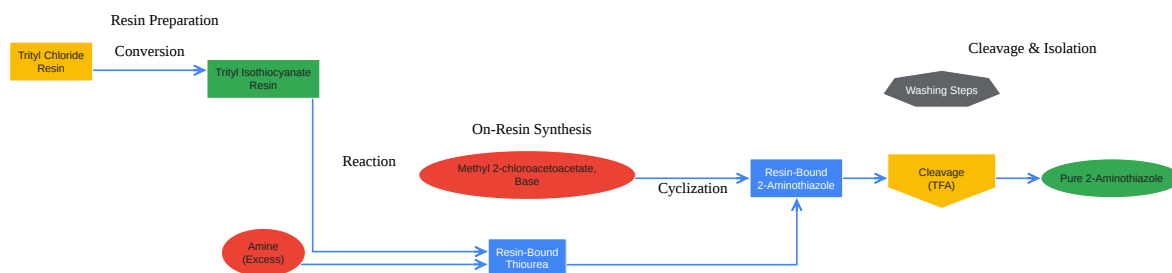 Resin Preparation
Trityl Chloride
Resin
Conversion
Trityl Isothiocyanate
Resin
Cleavage & Isolation
Washing Steps
On-Resin Synthesis
Reaction
Methyl 2-chloroacetoacetate,
Base
Cyclization
Resin-Bound
2-Aminothiazole
Cleavage
(TFA)
Pure 2-Aminothiazole
Amine
(Excess)
Resin-Bound
Thiourea